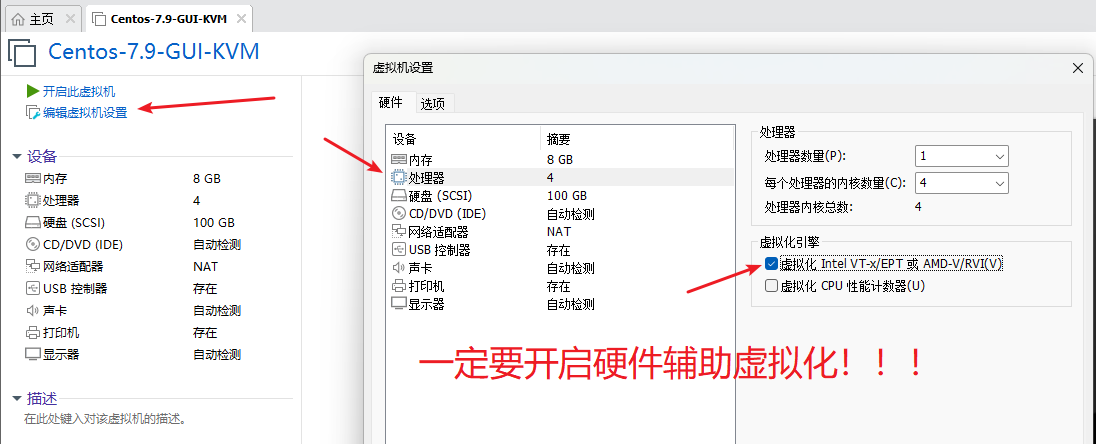 主页
Centos-7.9-GUI-KVM
Centos-7.9-GUI-KVM
开启此虚拟机
编辑虚拟机设置
设备
内存 8 GB
处理器 4
硬盘 (SCSI) 100 GB
CD/DVD (IDE) 自动检测
网络适配器 NAT
USB 控制器 存在
声卡 自动检测
打印机 存在
显示器 自动检测
描述
在此处键入对该虚拟机的描述。
虚拟机设置
硬件 选项
设备 摘要
内存 8 GB
处理器 4
硬盘 (SCSI) 100 GB
CD/DVD (IDE) 自动检测
网络适配器 NAT
USB 控制器 存在
声卡 自动检测
打印机 存在
显示器 自动检测
处理器
处理器数量(P): 1
每个处理器的内核数量(C): 4
处理器内核总数: 4
虚拟化引擎
虚拟化 Intel VT-x/EPT 或 AMD-V/RVI(V)
虚拟化 CPU 性能计数器(U)
一定要开启硬件辅助虚拟化！！！